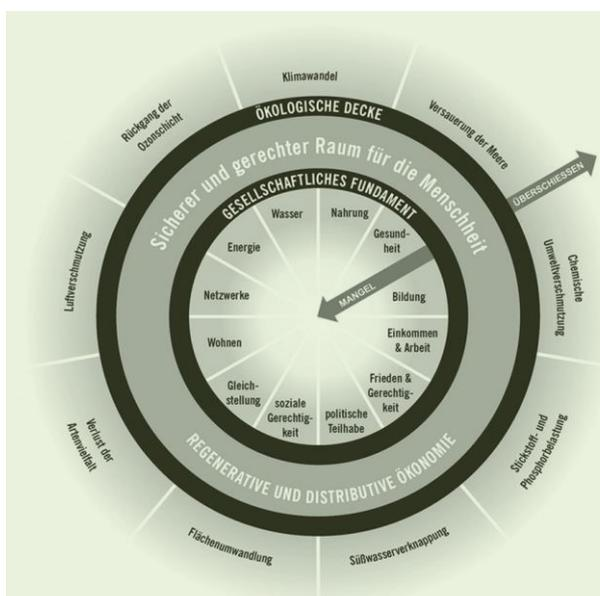 Klimawandel
Rückgang der
Ozonschicht
ÖKOLOGISCHE DECKE
Versauerung der Meere
Sicherer und gerechter Raum für die Menschheit
ÜBERSCHIESSEN
GESELLSCHAFTLICHES FUNDAMENT
Wasser
Nahrung
Energie
Gesund-
heit
Luftverschmutzung
Chemische
Umweltverschmutzung
Netzwerke
MANGEL
Bildung
Wohnen
Einkommen
& Arbeit
Gleich-
stellung
soziale
Gerechtig-
keit
politische
Teilhabe
Frieden &
Gerechtig-
keit
Verlust der
Artenvielfalt
Stickstoff- und
Phosphorbelastung
REGENERATIVE UND DISTRIBUTIVE ÖKONOMIE
Flächenumwandlung
Süßwasserverknappung